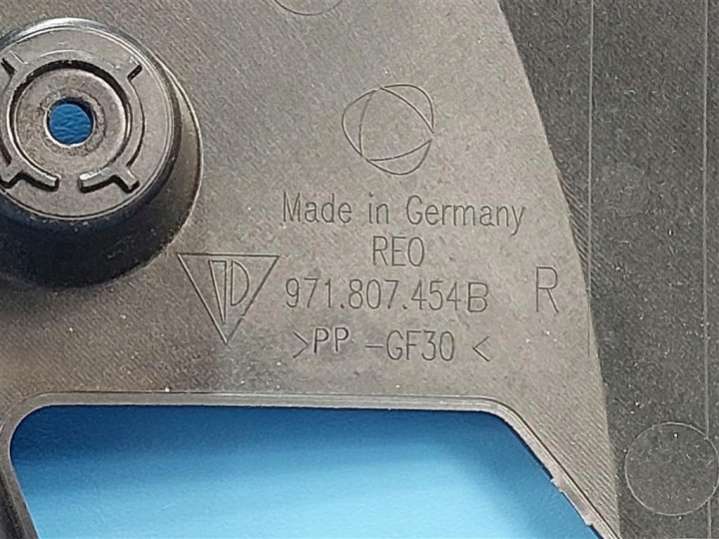 Made in Germany
REO
971.807.454B R
>PP -GF30 <